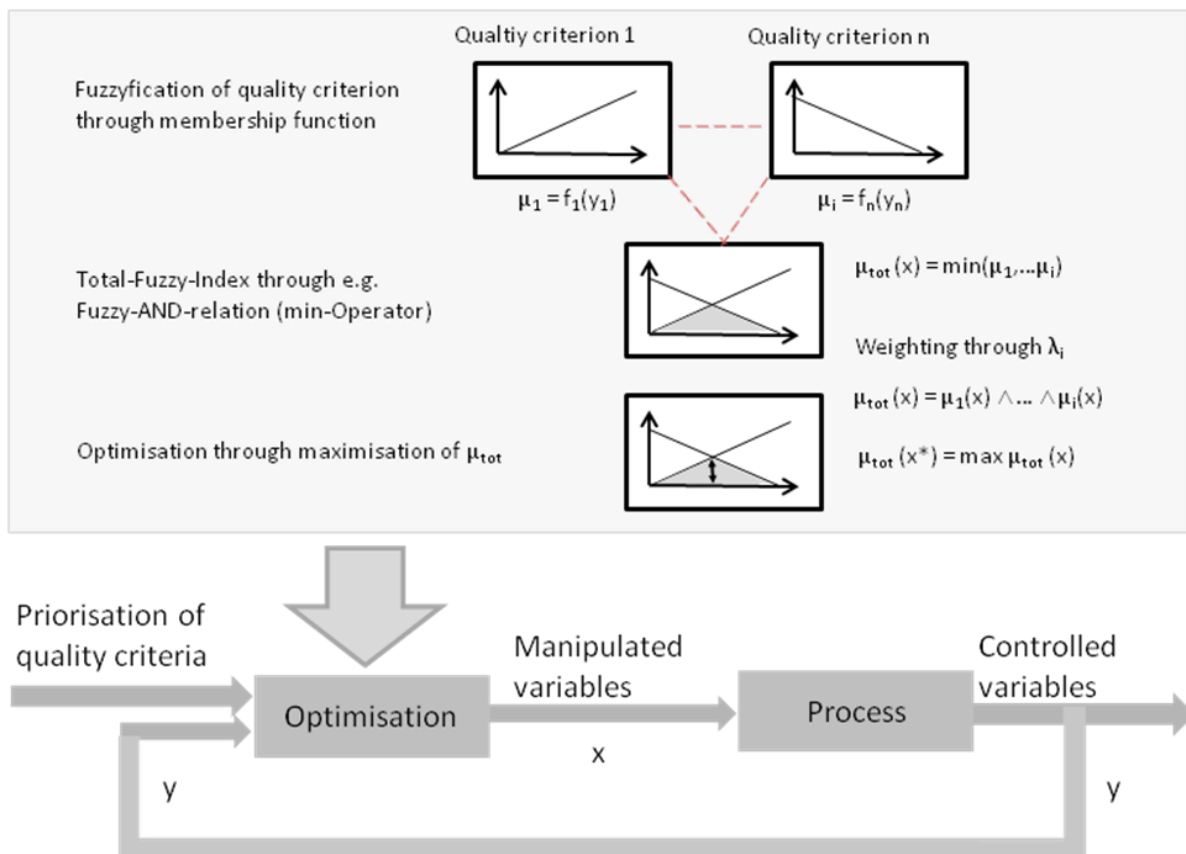 Qualtiy criterion 1
Quality criterion n
Fuzzyfication of quality criterion
through membership function
μ1 = f1(y1)
μi = fn(yn)
Total-Fuzzy-Index through e.g.
Fuzzy-AND-relation (min-Operator)
μtot (x) = min(μ1,...μi)
Weighting through λi
μtot (x) = μ1(x) ∧ ... ∧ μi(x)
Optimisation through maximisation of μtot
μtot (x*) = max μtot (x)
Priorisation of
quality criteria
Optimisation
Manipulated
variables
x
Process
Controlled
variables
y
y